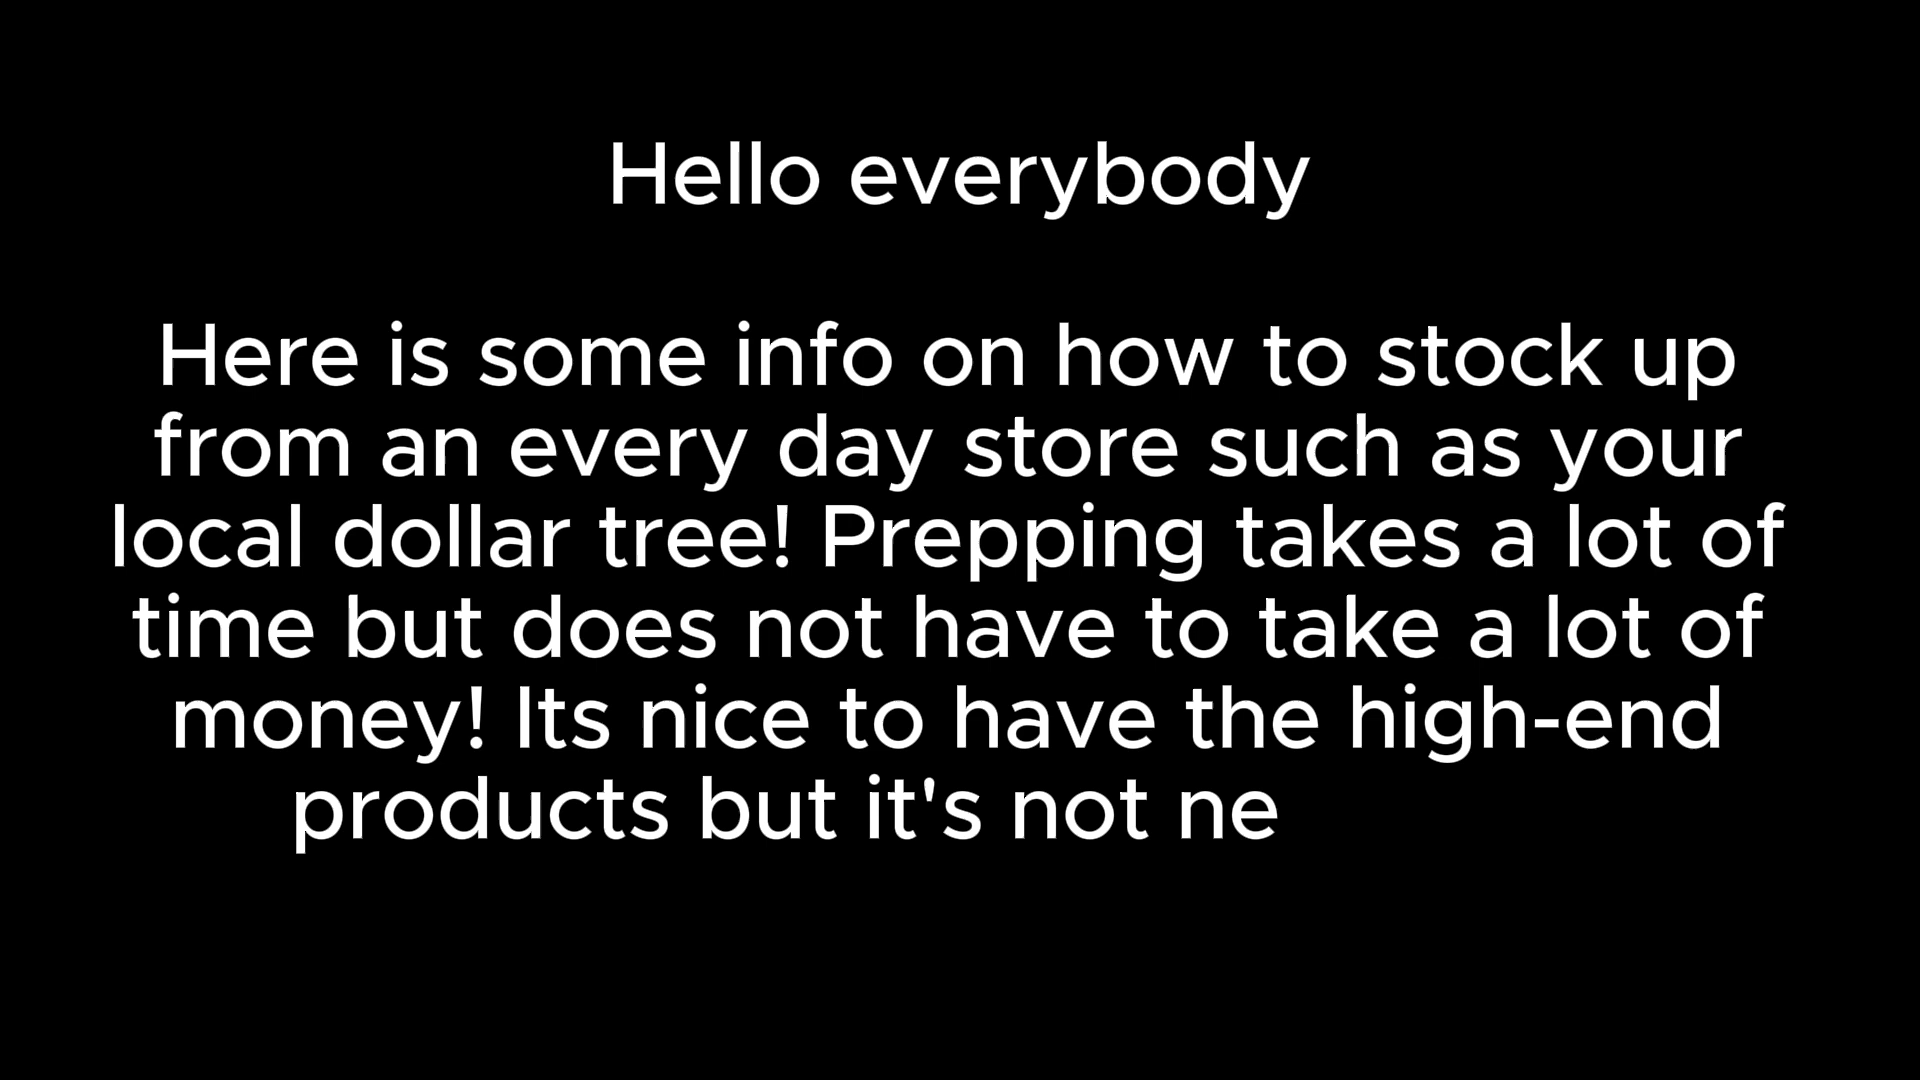 Hello everybody
Here is some info on how to stock up
from an every day store such as your
local dollar tree! Prepping takes a lot of
time but does not have to take a lot of
money! Its nice to have the high-end
products but it's not ne